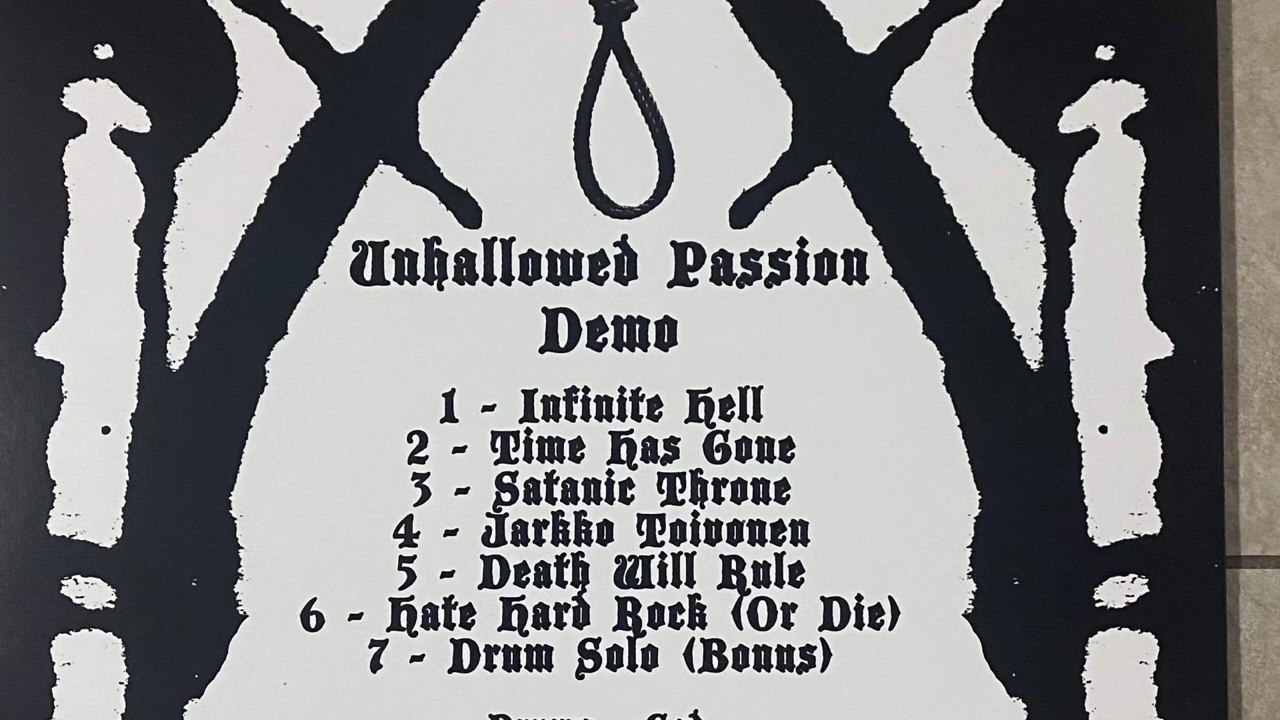 Unhallowed Passion
Demo
1 - Infinite Hell
2 - Time Has Gone
3 - Satanic Throne
4 - Jarkko Toivonen
5 - Death Will Rule
6 - Hate Hard Rock (Or Die)
7 - Drum Solo (Bonus)